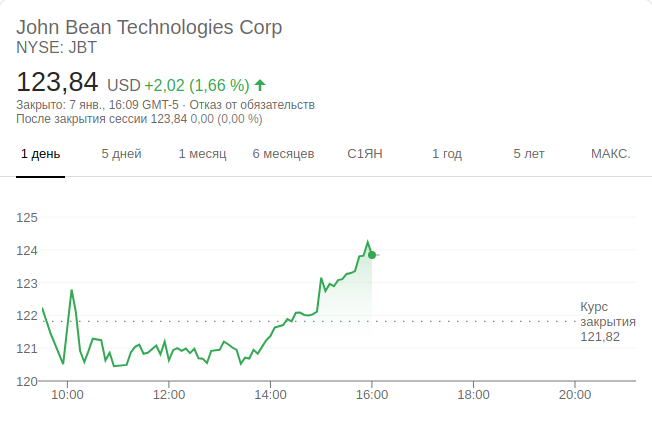 John Bean Technologies Corp
NYSE: JBT
123,84 USD +2,02 (1,66 %)
Закрыто: 7 янв., 16:09 GMT-5 · Отказ от обязательств
После закрытия сессии 123,84 0,00 (0,00 %)
1 день 5 дней 1 месяц 6 месяцев С1ЯН 1 год 5 лет МАКС.
125
124
123
122
121
120
Курс
закрытия
121,82
10:00 12:00 14:00 16:00 18:00 20:00